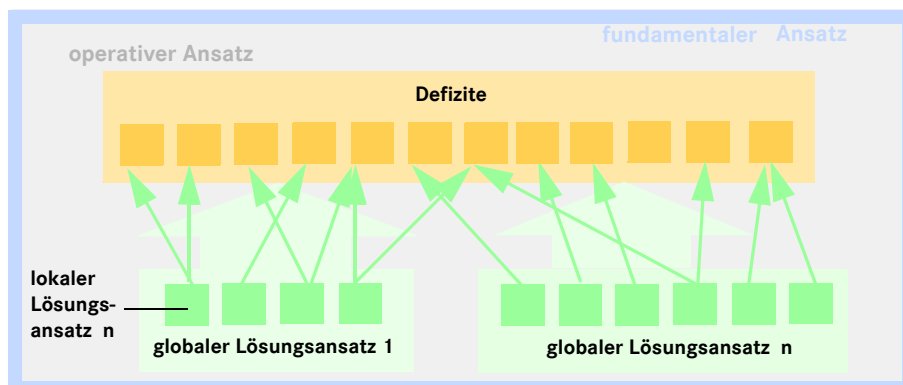 fundamentaler Ansatz
operativer Ansatz
Defizite
lokaler
Lösungs-
ansatz n
globaler Lösungsansatz 1
globaler Lösungsansatz n